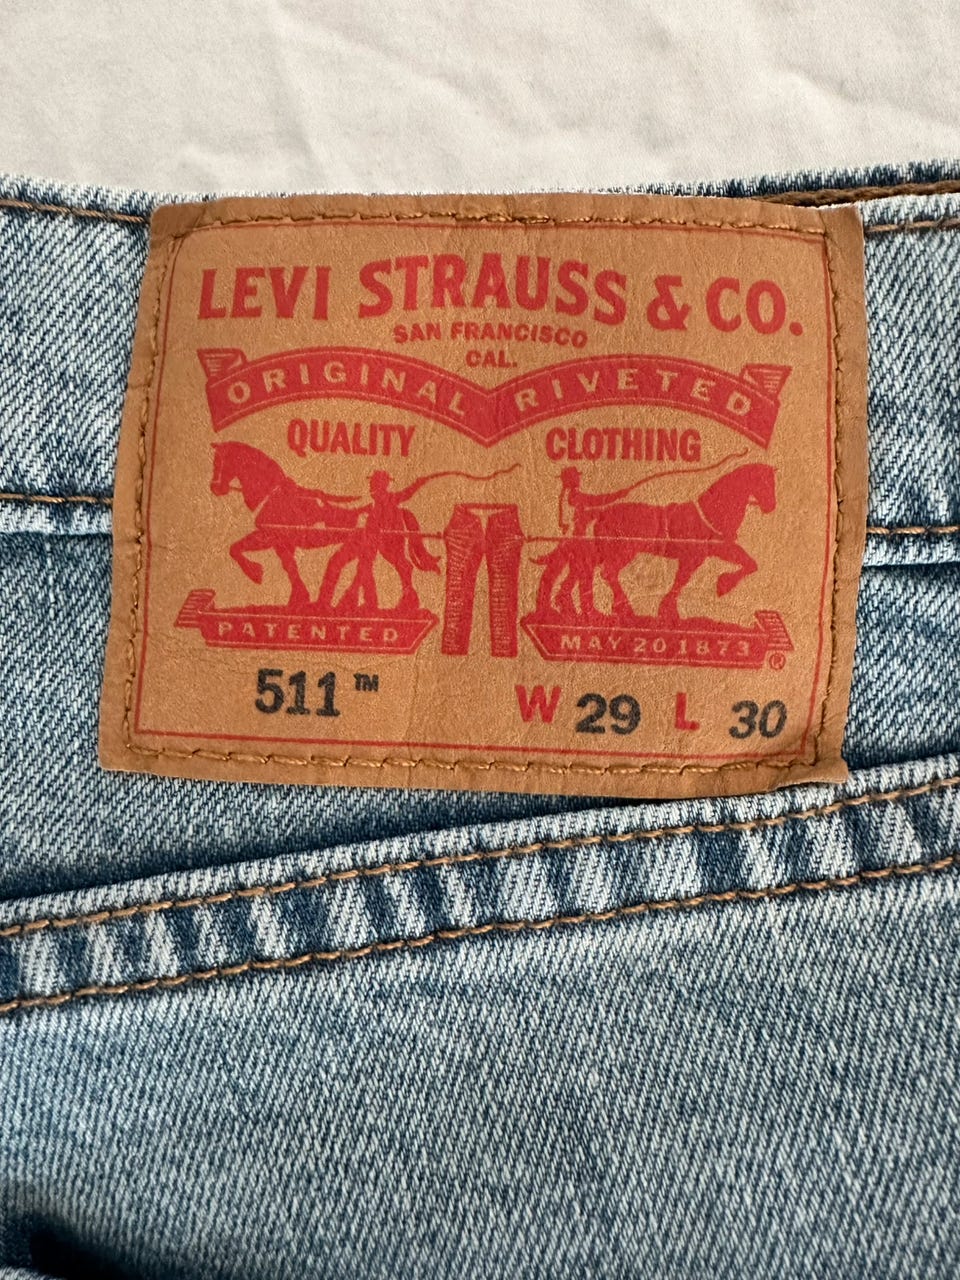 LEVI STRAUSS & CO.
SAN FRANCISCO
CAL.
ORIGINAL RIVETED
QUALITY CLOTHING
PATENTED MAY 20 1873 ®
511™ W 29 L 30